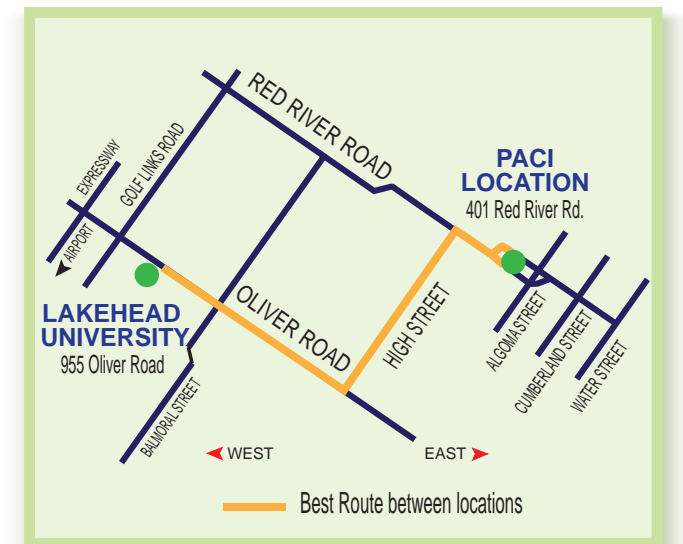 RED RIVER ROAD
EXPRESSWAY
GOLF LINKS ROAD
AIRPORT
PACI
LOCATION
401 Red River Rd.
LAKEHEAD
UNIVERSITY
955 Oliver Road
OLIVER ROAD
HIGH STREET
ALGOMA STREET
CUMBERLAND STREET
WATER STREET
BALMORAL STREET
WEST
EAST
Best Route between locations